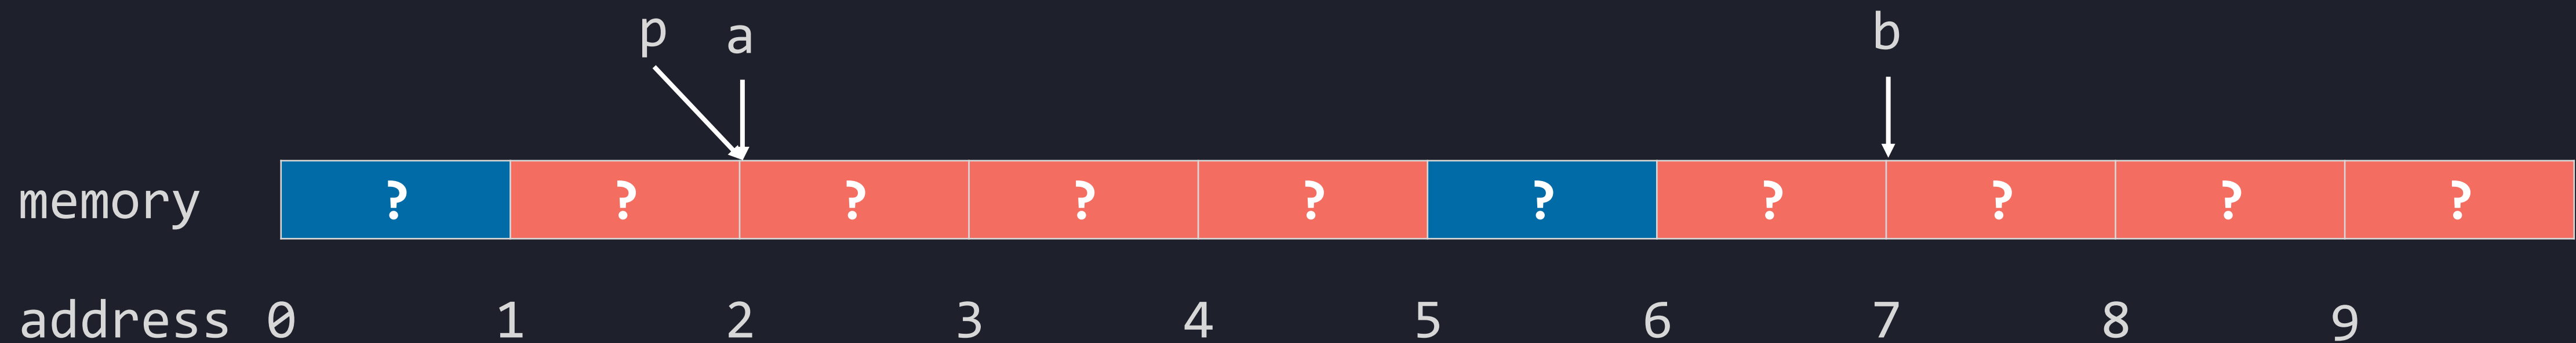 p a b
memory ? ? ? ? ? ? ? ? ? ?
address 0 1 2 3 4 5 6 7 8 9